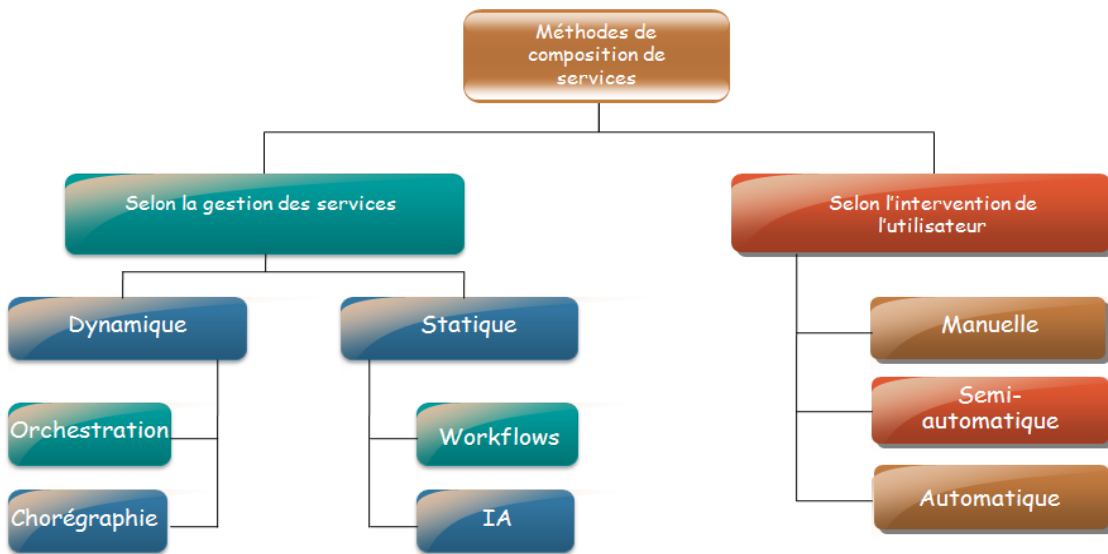 Méthodes de
composition de
services
Selon la gestion des services
Selon l'intervention de
l'utilisateur
Dynamique
Statique
Manuelle
Orchestration
Workflows
Semi-
automatique
Chorégraphie
IA
Automatique